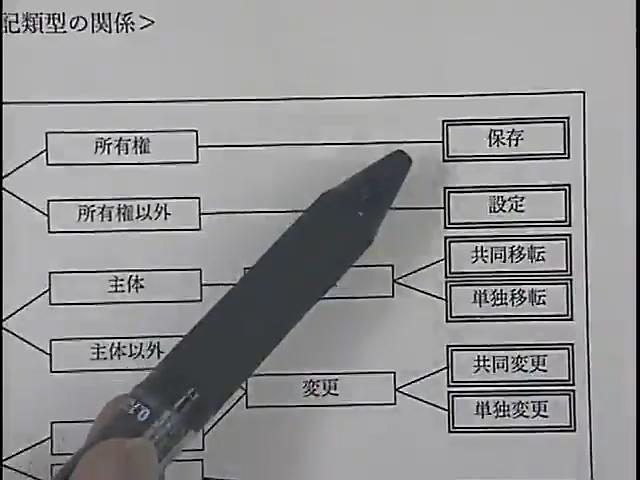 記類型の関係>
所有権
保存
所有権以外
設定
主体
共同移転
単独移転
主体以外
共同変更
変更
単独変更